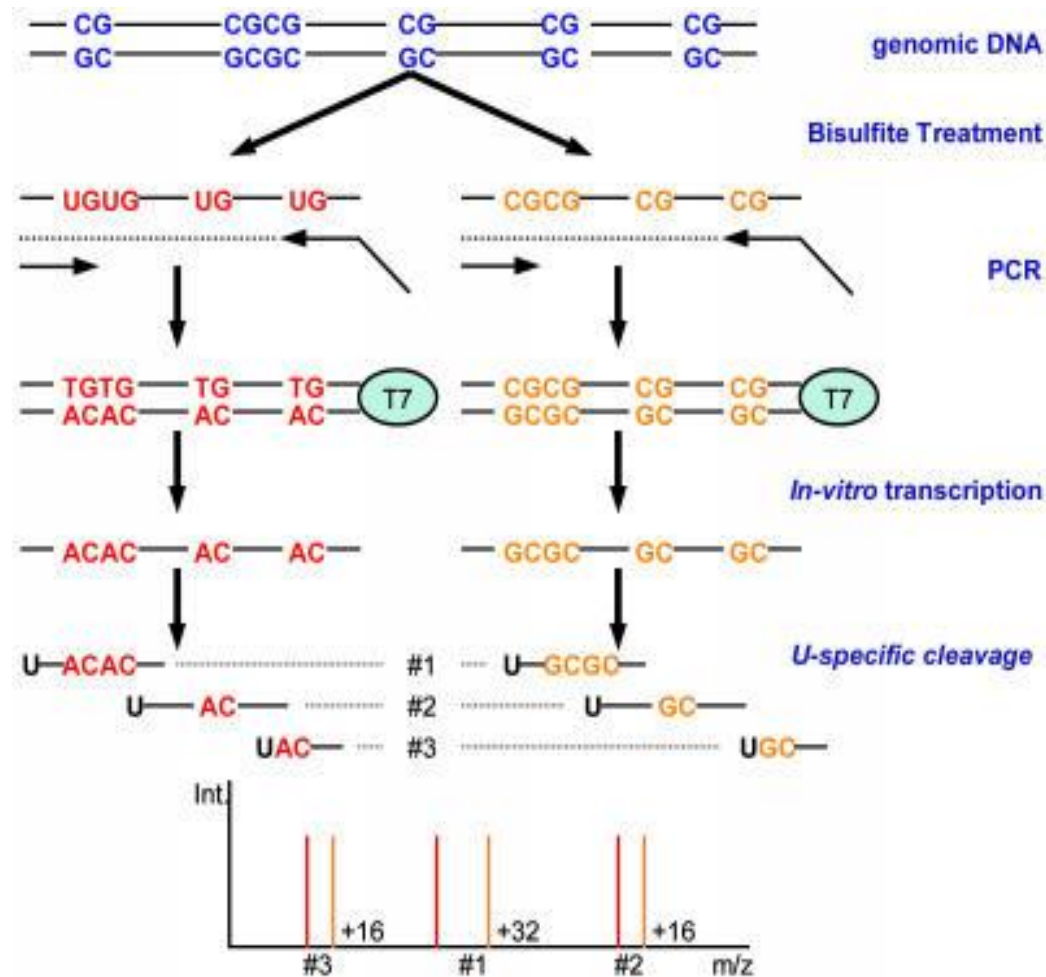 CG CGCG CG CG CG
GC GCGC GC GC GC
genomic DNA
Bisulfite Treatment
UGUG UG UG CGCG CG CG
PCR
TGTG TG TG T7 CGCG CG CG T7
ACAC AC AC GCGC GC GC
In-vitro transcription
ACAC AC AC GCGC GC GC
U-specific cleavage
U ACAC #1 U GCGC
U AC #2 U GC
UAC #3 UGC
Int.
+16 +32 +16
#3 #1 #2 m/z